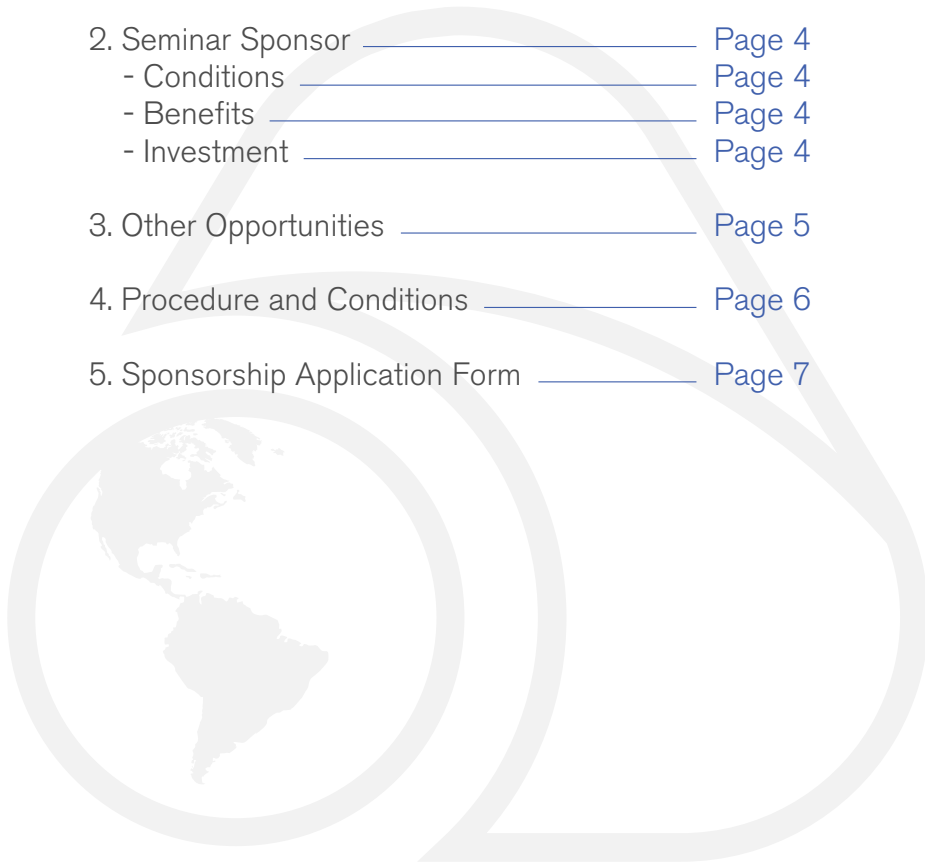 2. Seminar Sponsor Page 4
- Conditions Page 4
- Benefits Page 4
- Investment Page 4
3. Other Opportunities Page 5
4. Procedure and Conditions Page 6
5. Sponsorship Application Form Page 7